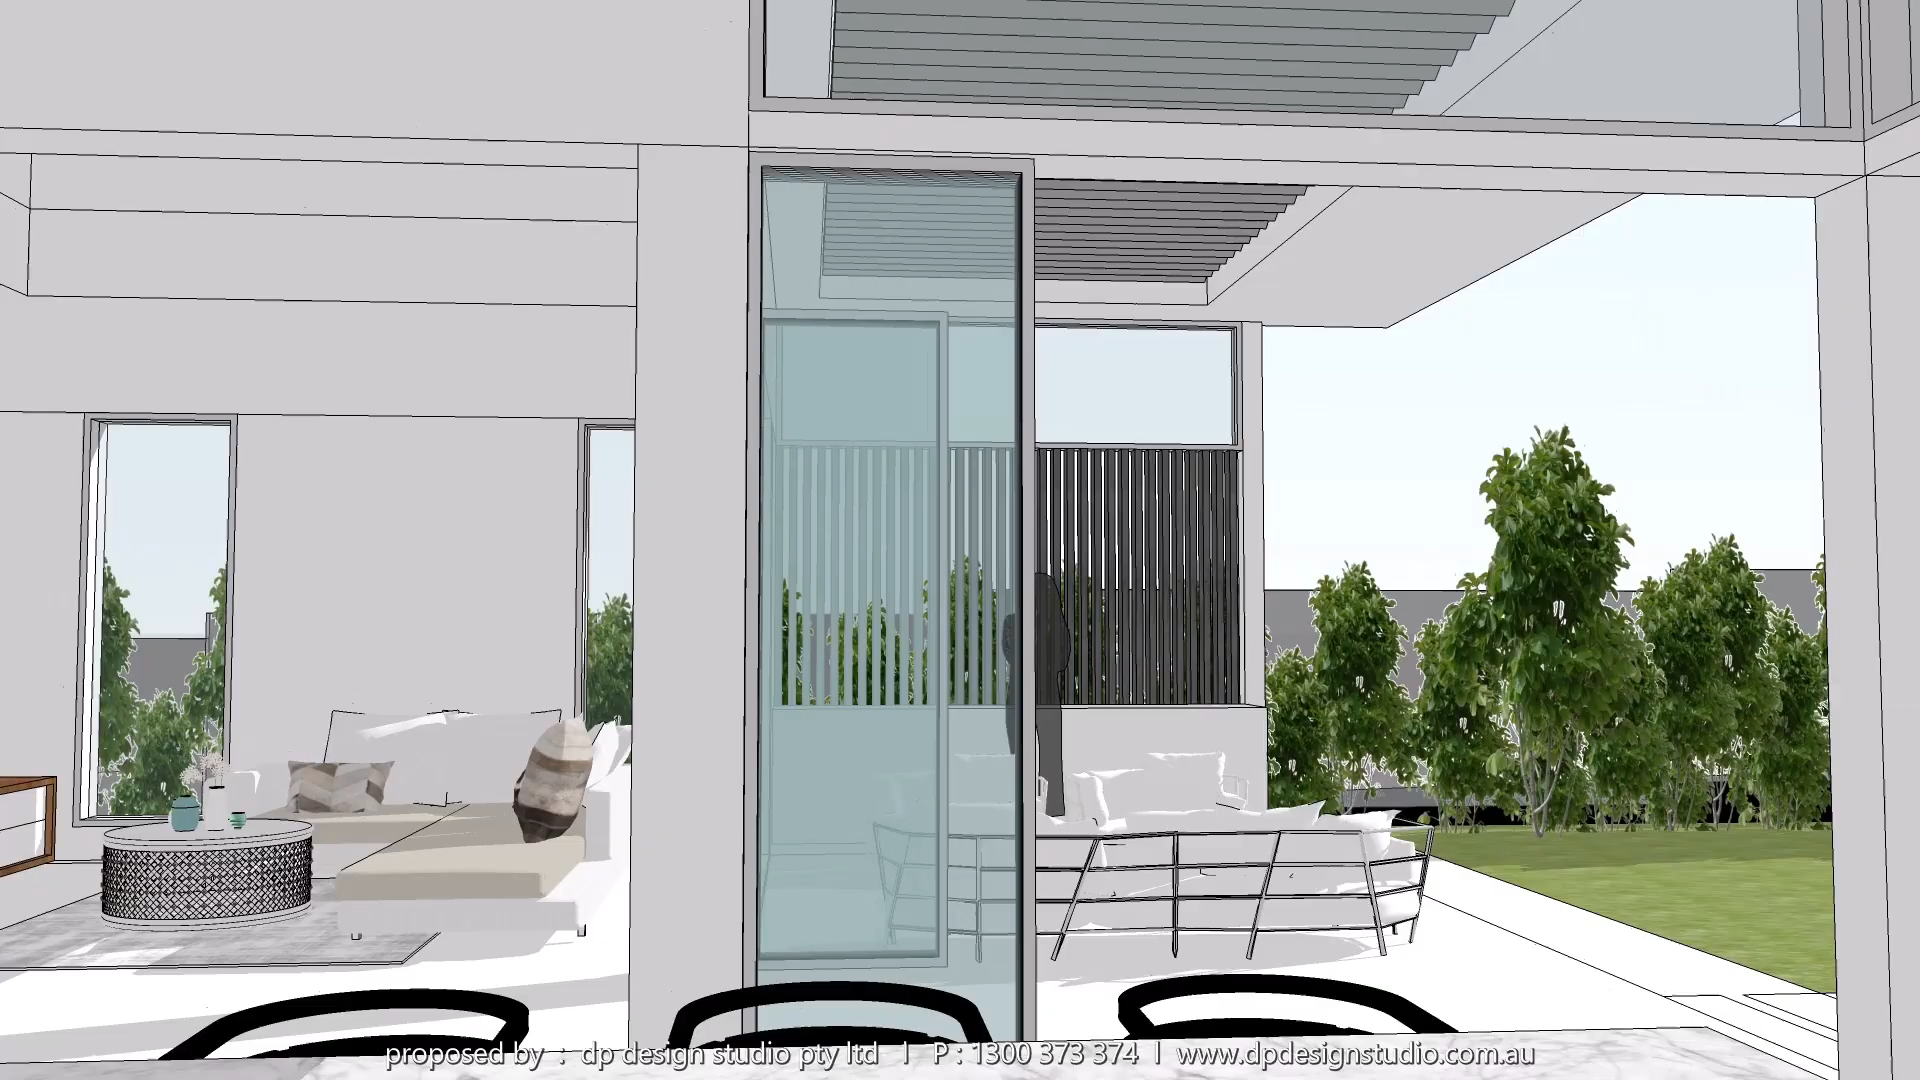 proposed by : dp design studio pty ltd l P : 1300 373 374 l www.dpdesignstudio.com.au